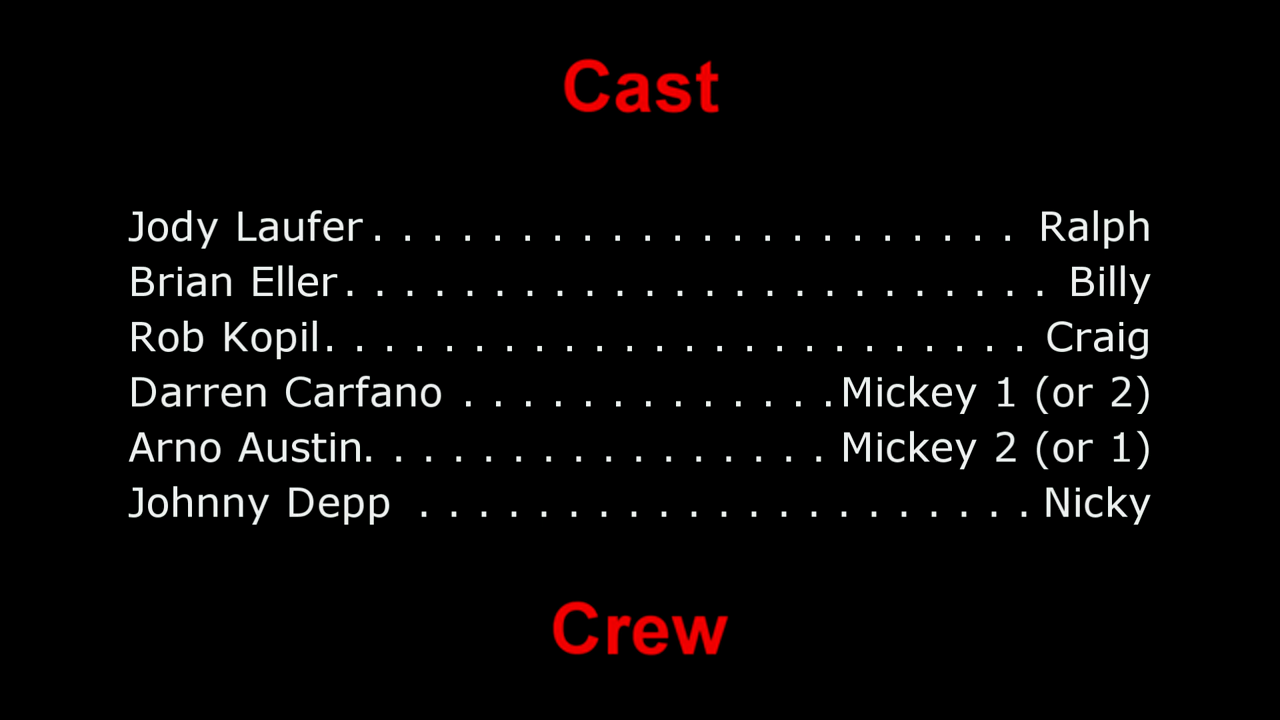 Cast
Jody Laufer . . . . . . . . . . . . . . . . . . . . . . Ralph
Brian Eller . . . . . . . . . . . . . . . . . . . . . . . . Billy
Rob Kopil . . . . . . . . . . . . . . . . . . . . . . . . Craig
Darren Carfano . . . . . . . . . . . . . Mickey 1 (or 2)
Arno Austin . . . . . . . . . . . . . . . . Mickey 2 (or 1)
Johnny Depp . . . . . . . . . . . . . . . . . . . . . Nicky
Crew